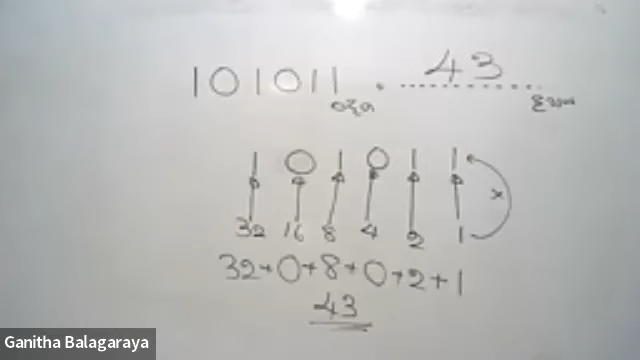 101011 . ........... 43
1 0 1 0 1 1
32 16 8 4 2 1 x
32+0+8+0+2+1
43
Ganitha Balagaraya